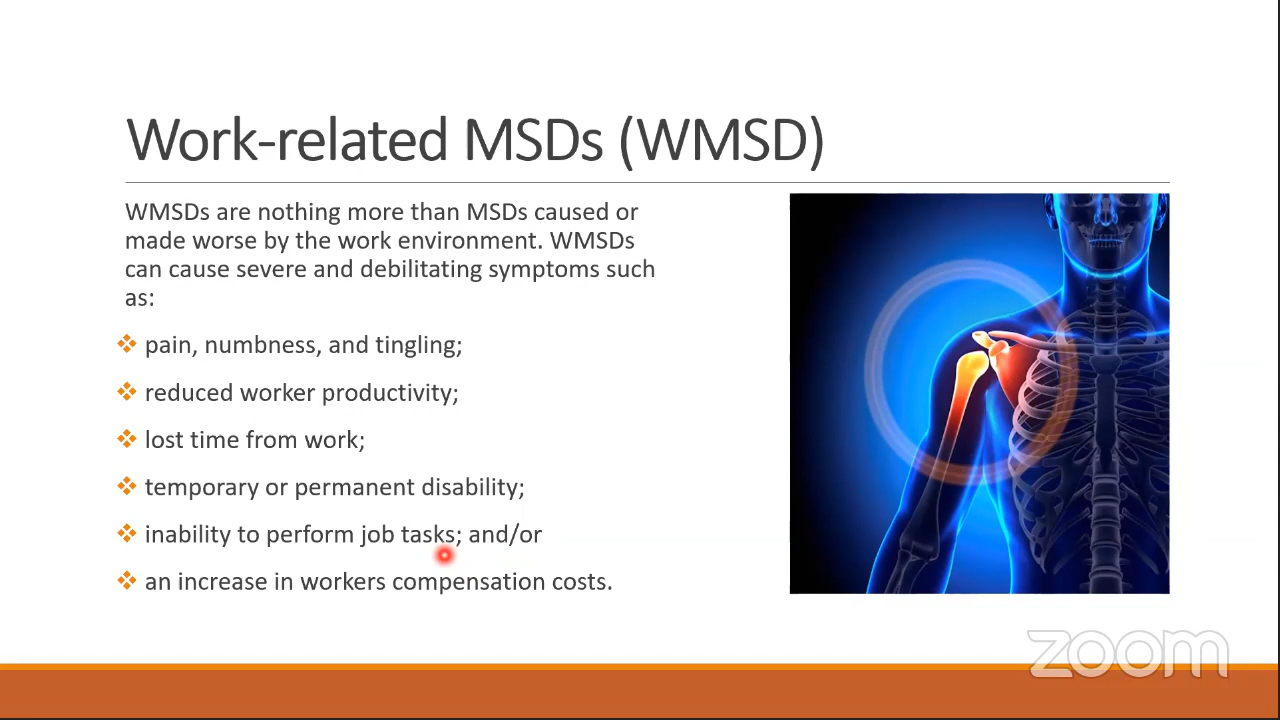 Work-related MSDs (WMSD)
WMSDs are nothing more than MSDs caused or
made worse by the work environment. WMSDs
can cause severe and debilitating symptoms such
as:
pain, numbness, and tingling;
reduced worker productivity;
lost time from work;
temporary or permanent disability;
inability to perform job tasks; and/or
an increase in workers compensation costs.
zoom